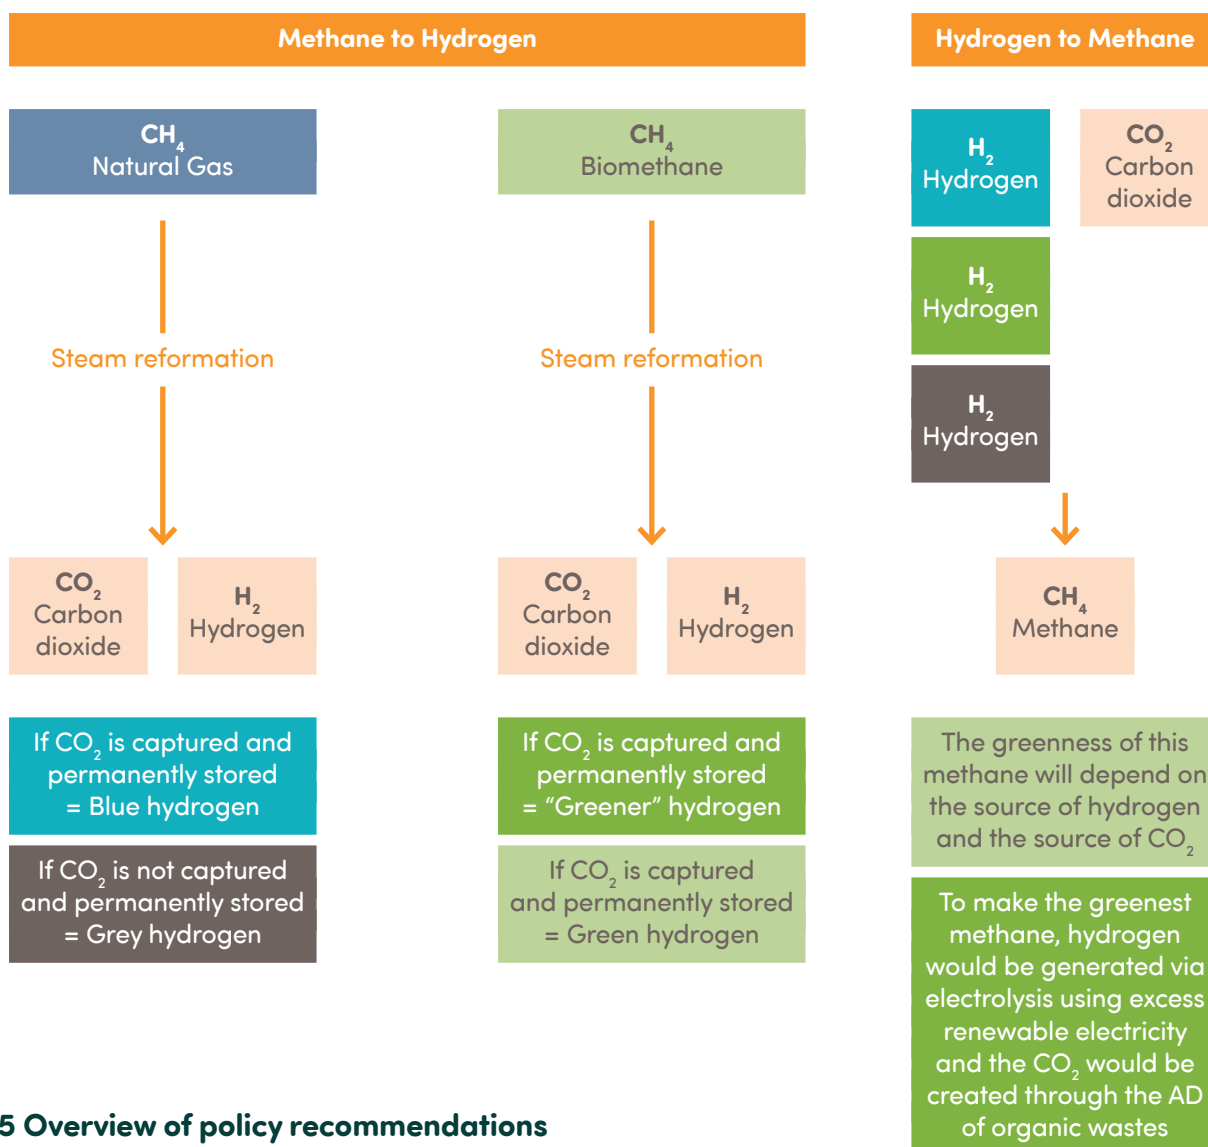 Methane to Hydrogen
CH₄
Natural Gas
Steam reformation
CO₂
Carbon
dioxide
H₂
Hydrogen
If CO₂ is captured and
permanently stored
= Blue hydrogen
If CO₂ is not captured
and permanently stored
= Grey hydrogen
CH₄
Biomethane
Steam reformation
CO₂
Carbon
dioxide
H₂
Hydrogen
If CO₂ is captured and
permanently stored
= “Greener” hydrogen
If CO₂ is captured
and permanently stored
= Green hydrogen
Hydrogen to Methane
H₂
Hydrogen
CO₂
Carbon
dioxide
H₂
Hydrogen
H₂
Hydrogen
CH₄
Methane
The greenness of this
methane will depend on
the source of hydrogen
and the source of CO₂
To make the greenest
methane, hydrogen
would be generated via
electrolysis using excess
renewable electricity
and the CO₂ would be
created through the AD
of organic wastes
5 Overview of policy recommendations